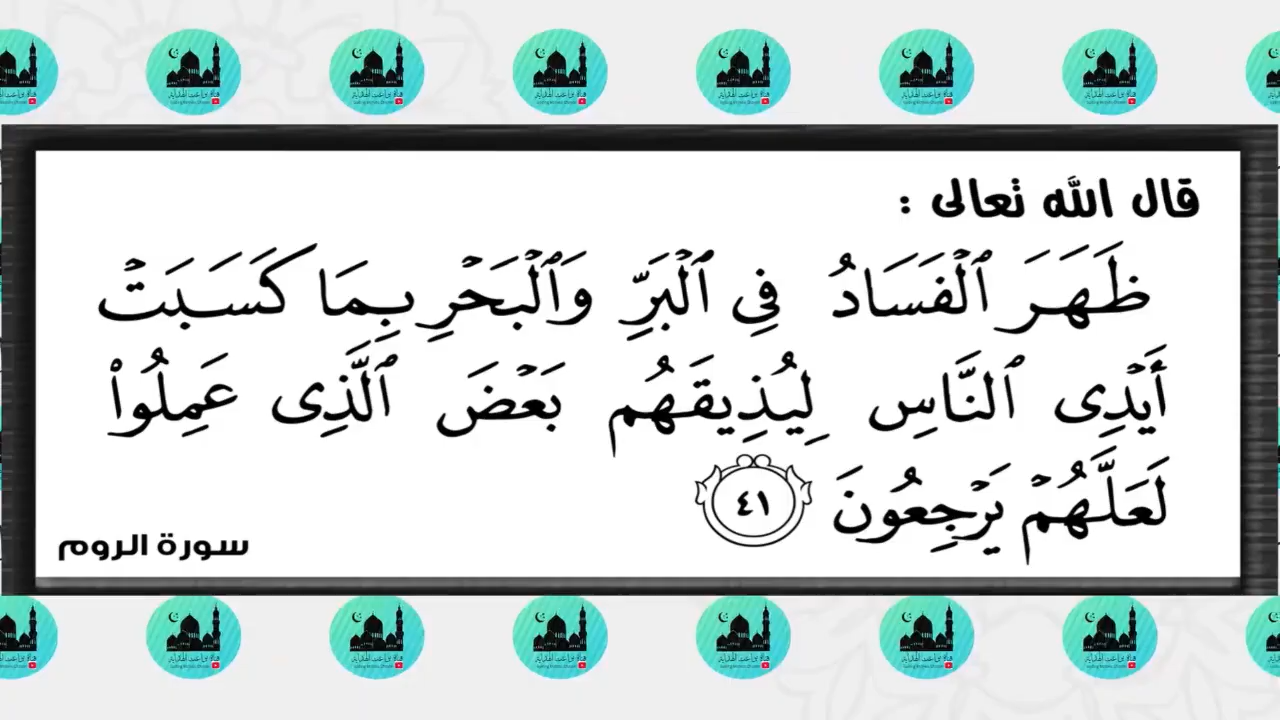 قال الله تعالى :
ظَهَرَ ٱلْفَسَادُ فِى ٱلْبَرِّ وَٱلْبَحْرِ بِمَا كَسَبَتْ
أَيْدِى ٱلنَّاسِ لِيُذِيقَهُم بَعْضَ ٱلَّذِى عَمِلُوا۟
لَعَلَّهُمْ يَرْجِعُونَ ٤١
سورة الروم